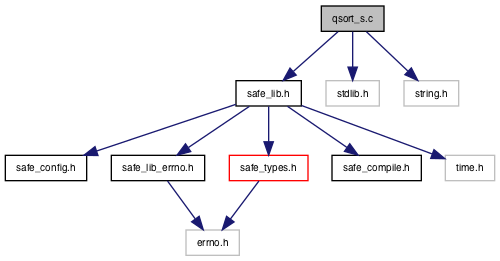 qsort_s.c
safe_lib.h
stdlib.h
string.h
safe_config.h
safe_lib_errno.h
safe_types.h
safe_compile.h
time.h
errno.h